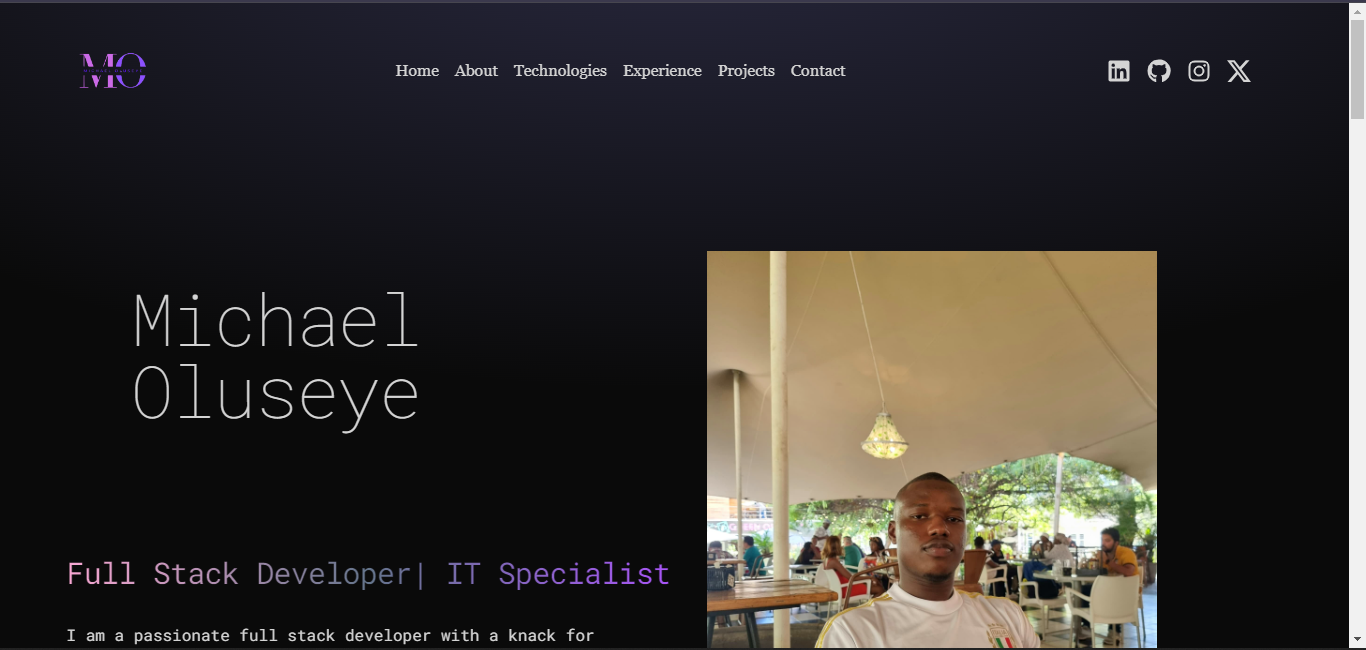 MO
Home About Technologies Experience Projects Contact
Michael
Oluseye
Full Stack Developer| IT Specialist
I am a passionate full stack developer with a knack for